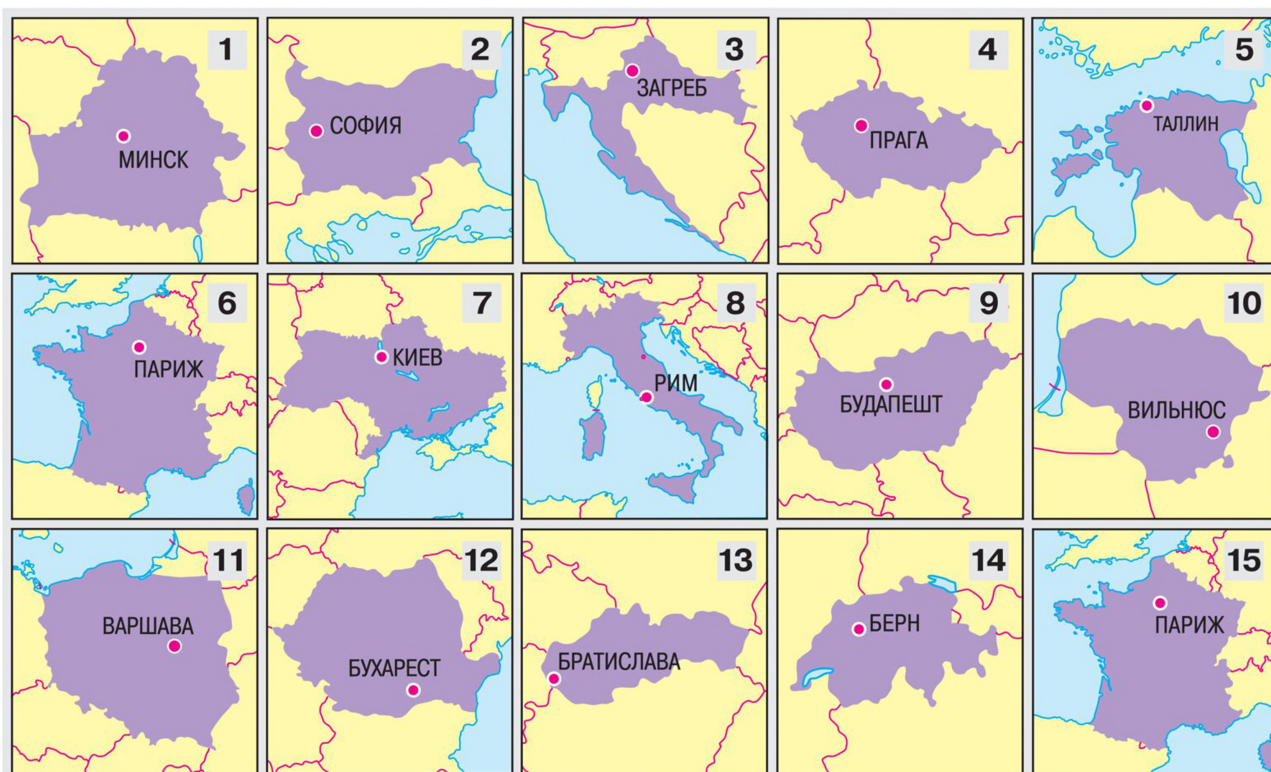 1
МИНСК
2
СОФИЯ
3
ЗАГРЕБ
4
ПРАГА
5
ТАЛЛИН
6
ПАРИЖ
7
КИЕВ
8
РИМ
9
БУДАПЕШТ
10
ВИЛЬНЮС
11
ВАРШАВА
12
БУХАРЕСТ
13
БРАТИСЛАВА
14
БЕРН
15
ПАРИЖ